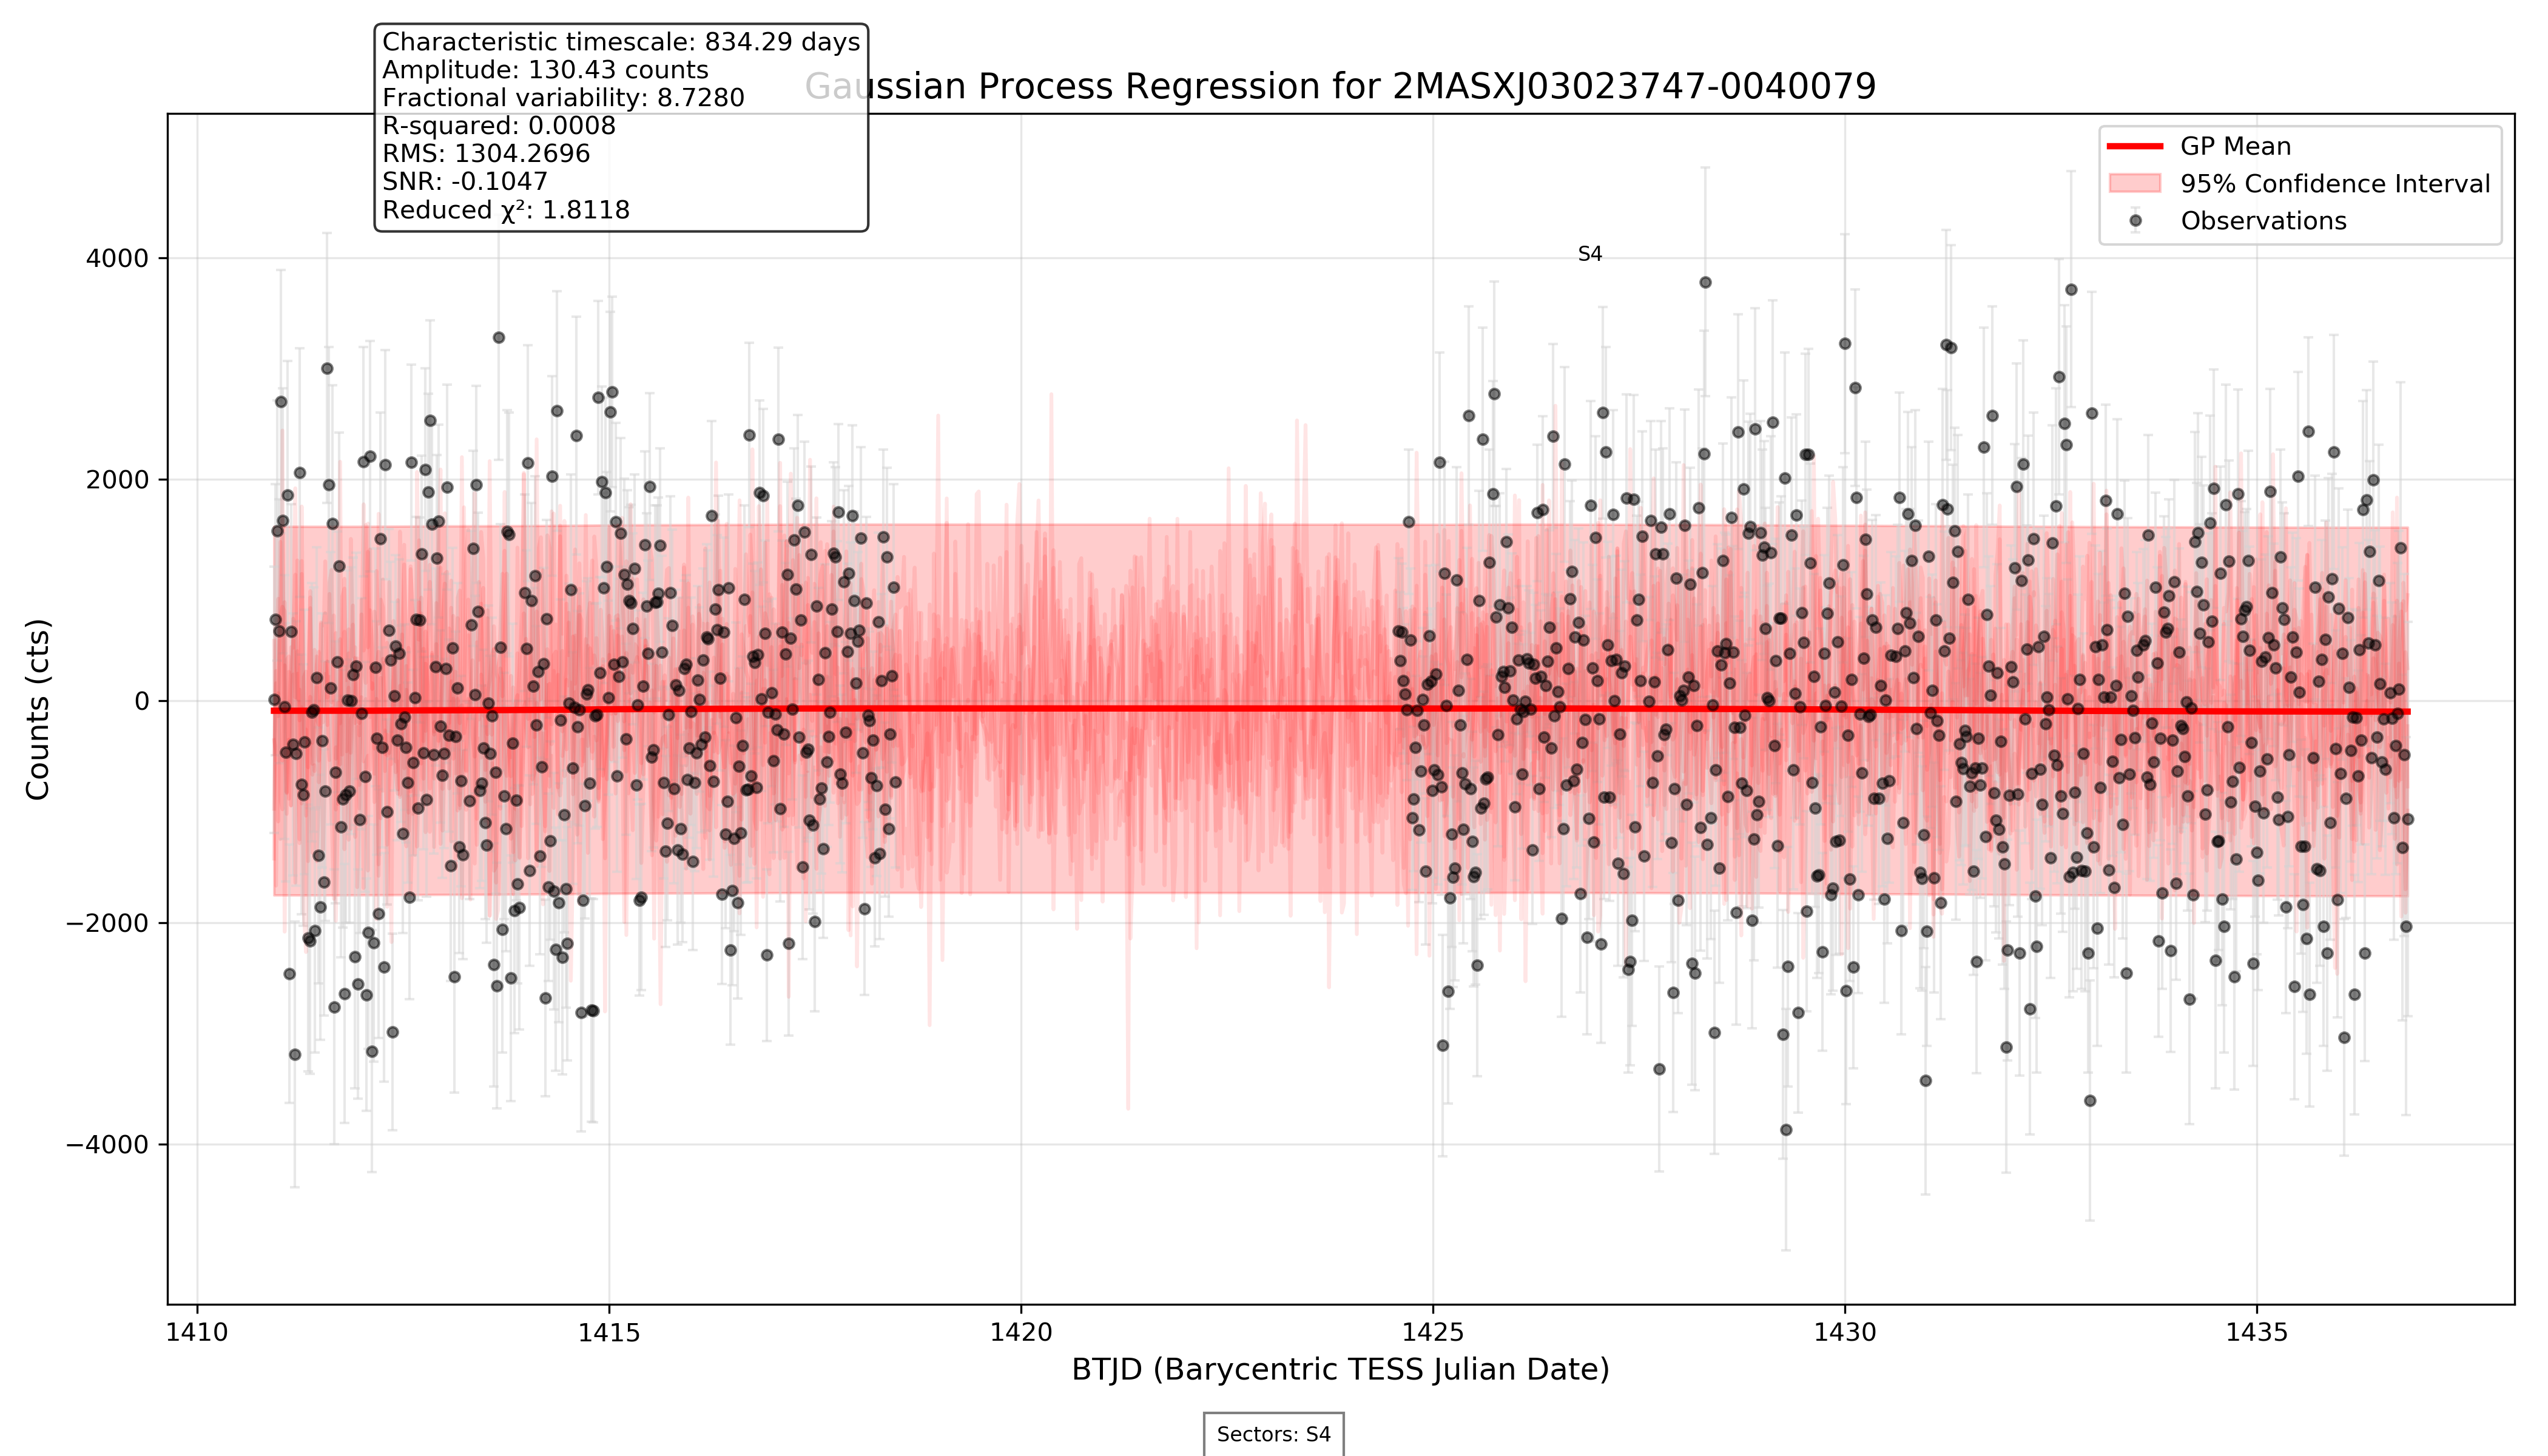 Characteristic timescale: 834.29 days
Amplitude: 130.43 counts
Fractional variability: 8.7280
R-squared: 0.0008
RMS: 1304.2696
SNR: -0.1047
Reduced χ²: 1.8118
Gaussian Process Regression for 2MASXJ03023747-0040079
GP Mean
95% Confidence Interval
Observations
S4
Counts (cts)
4000
2000
0
−2000
−4000
1410 1415 1420 1425 1430 1435
BTJD (Barycentric TESS Julian Date)
Sectors: S4